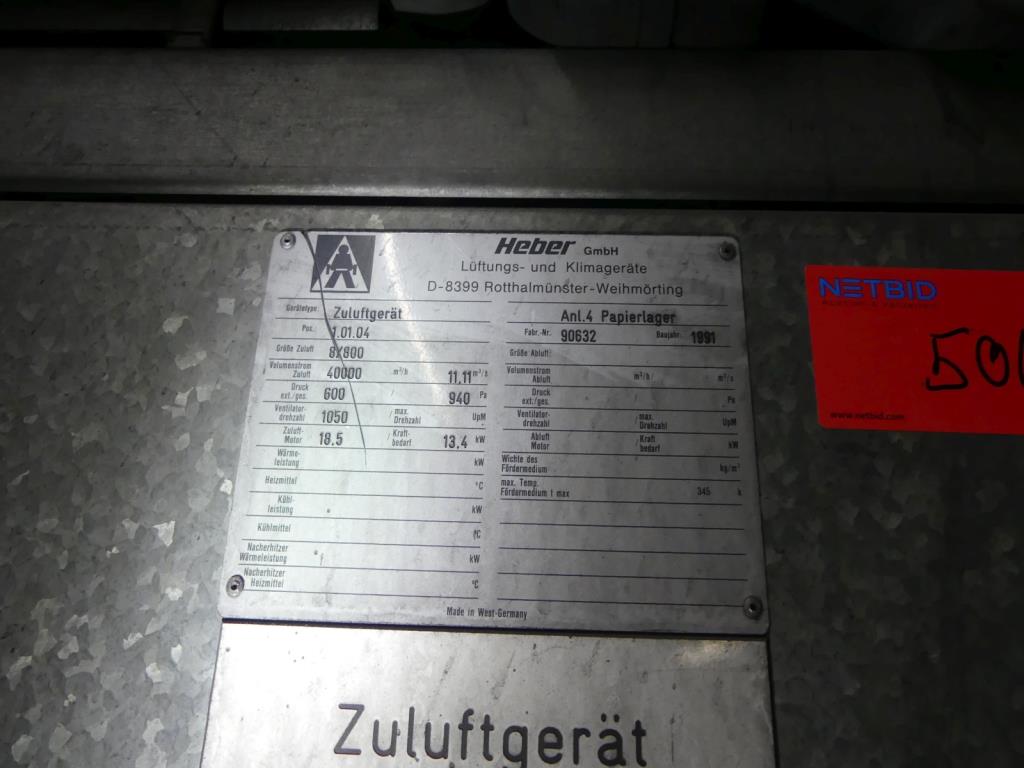 Heber GmbH
Lüftungs- und Klimageräte
D-8399 Rotthalmünster-Weihmörting
Gerätetype: Zuluftgerät
Anl.4 Papierlager
Pos. 1.01.04
Fabr.-Nr. 90632 Baujahr: 1991
Größe Zuluft 8/800
Größe Abluft:
Volumenstrom Zuluft 40000 m³/h 11,11 m³/s
Volumenstrom Abluft m³/h / m³/s
Druck ext./ges. 600 / 940 Pa
Druck ext./ges. / Pa
Ventilator-drehzahl 1050 / max. Drehzahl UpM
Ventilator-drehzahl / max. Drehzahl UpM
Zuluft-Motor 18.5 / Kraft-bedarf 13,4 kW
Abluft Motor / Kraft bedarf kW
Wärme-leistung kW
Wichte des Fördermedium kg/m³
Heizmittel °C
max. Temp. Fördermedium t max 345 k
Kühl-leistung kW
Kühlmittel °C
Nacherhitzer Wärmeleistung kW
Nacherhitzer Heizmittel °C
Made in West-Germany
Zuluftgerät
NETBID
www.netbid.com